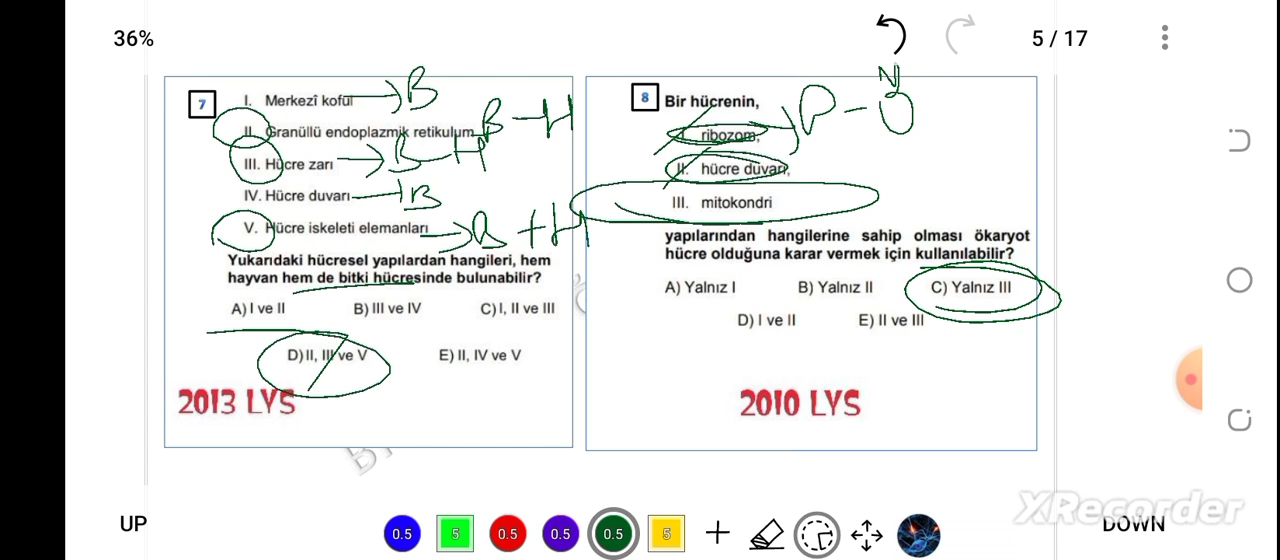 36%
5 / 17
7
I. Merkezî koful → B
II. Granüllü endoplazmik retikulum B - H
III. Hücre zarı → B - H
IV. Hücre duvarı → B
V. Hücre iskeleti elemanları → B + H
Yukarıdaki hücresel yapılardan hangileri, hem
hayvan hem de bitki hücresinde bulunabilir?
A) I ve II B) III ve IV C) I, II ve III
D) II, III ve V E) II, IV ve V
2013 LYS
8
Bir hücrenin,
I. ribozom, → P - Ö
II. hücre duvarı,
III. mitokondri
yapılarından hangilerine sahip olması ökaryot
hücre olduğuna karar vermek için kullanılabilir?
A) Yalnız I B) Yalnız II C) Yalnız III
D) I ve II E) II ve III
2010 LYS
XRecorder
UP
0.5 5 0.5 0.5 0.5 5
DOWN